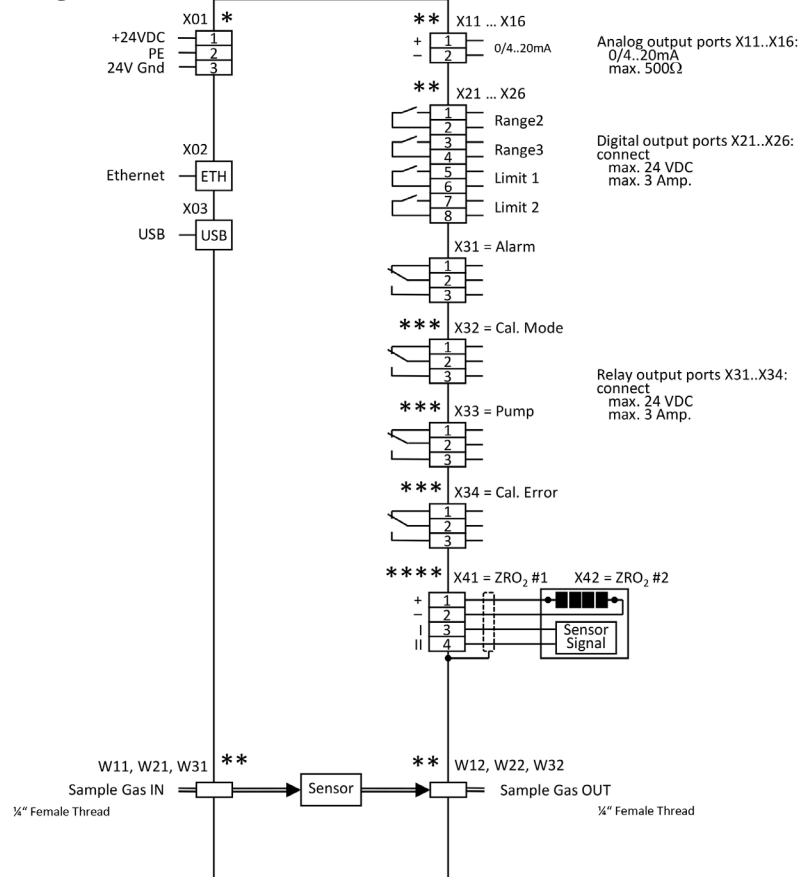 X01 *
+24VDC 1
PE 2
24V Gnd 3
X02
Ethernet ETH
X03
USB USB
** X11 ... X16
+ 1
– 2
0/4..20mA
Analog output ports X11..X16:
0/4..20mA
max. 500Ω
** X21 ... X26
1
2
Range2
3
4
Range3
5
6
Limit 1
7
8
Limit 2
Digital output ports X21..X26:
connect
max. 24 VDC
max. 3 Amp.
X31 = Alarm
1
2
3
*** X32 = Cal. Mode
1
2
3
Relay output ports X31..X34:
connect
max. 24 VDC
max. 3 Amp.
*** X33 = Pump
1
2
3
*** X34 = Cal. Error
1
2
3
**** X41 = ZRO₂ #1 X42 = ZRO₂ #2
+ 1
– 2
I 3
II 4
Sensor
Signal
W11, W21, W31 **
Sample Gas IN
¼“ Female Thread
Sensor
** W12, W22, W32
Sample Gas OUT
¼“ Female Thread